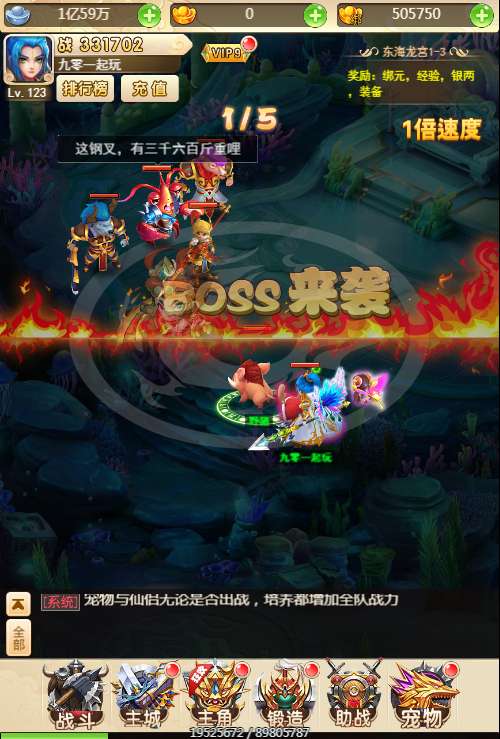 1亿59万
0
505750
战 331702
VIP9
东海龙宫1-3
九零一起玩
奖励：绑元，经验，银两
，装备
Lv. 123
排行榜
充 值
1/5
1倍速度
这钢叉，有三千六百斤重哩
BOSS 来袭
九零一起玩
[系统] 宠物与仙侣无论是否出战，培养都增加全队战力
全部
战斗
主城
主角
锻造
助战
宠物
19525672 / 89805787